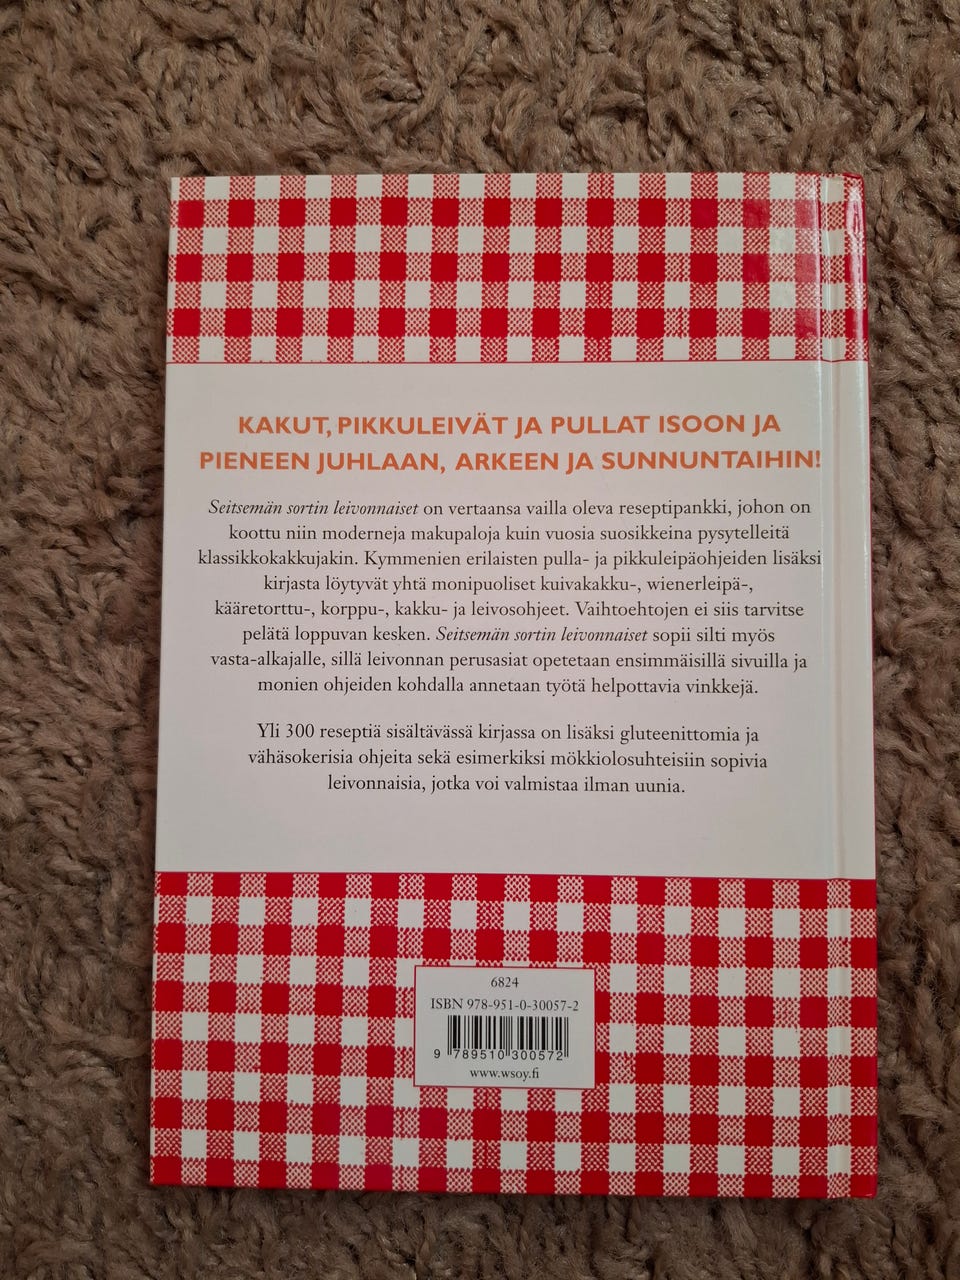 KAKUT, PIKKULEIVÄT JA PULLAT ISOON JA
PIENEEN JUHLAAN, ARKEEN JA SUNNUNTAIHIN!
Seitsemän sortin leivonnaiset on vertaansa vailla oleva reseptipankki, johon on
koottu niin moderneja makupaloja kuin vuosia suosikkeina pysytelleitä
klassikkokakkujakin. Kymmenien erilaisten pulla- ja pikkuleipäohjeiden lisäksi
kirjasta löytyvät yhtä monipuoliset kuivakakku-, wienerleipä-,
kääretorttu-, korppu-, kakku- ja leivosohjeet. Vaihtoehtojen ei siis tarvitse
pelätä loppuvan kesken. Seitsemän sortin leivonnaiset sopii silti myös
vasta-alkajalle, sillä leivonnan perusasiat opetetaan ensimmäisillä sivuilla ja
monien ohjeiden kohdalla annetaan työtä helpottavia vinkkejä.
Yli 300 reseptiä sisältävässä kirjassa on lisäksi gluteenittomia ja
vähäsokerisia ohjeita sekä esimerkiksi mökkiolosuhteisiin sopivia
leivonnaisia, jotka voi valmistaa ilman uunia.
6824
ISBN 978-951-0-30057-2
9 789510 300572
www.wsoy.fi